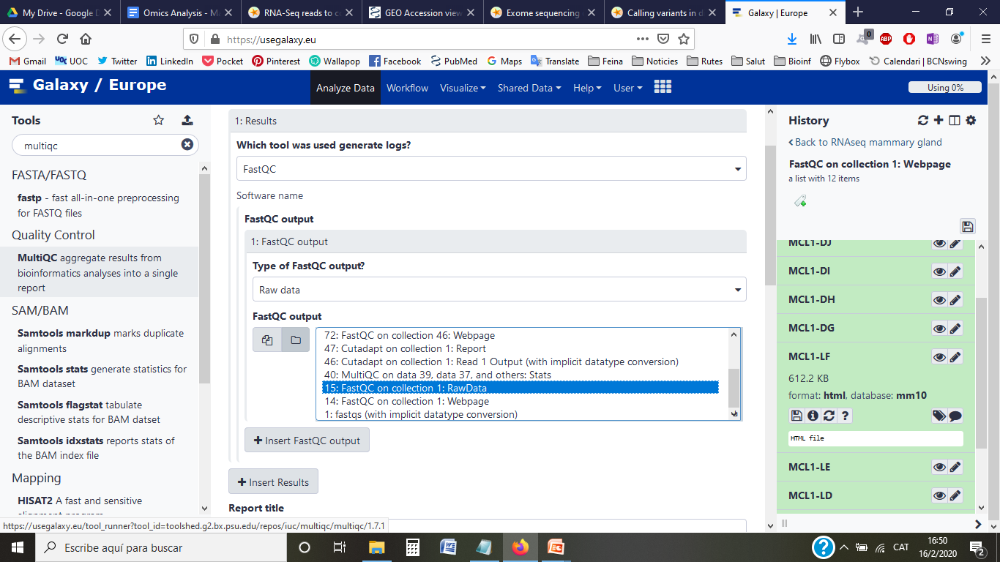 My Drive - Google D
Omics Analysis - Ma
RNA-Seq reads to co
GEO Accession view
Exome sequencing
Calling variants in d
Galaxy | Europe
https://usegalaxy.eu
0
ABP
Gmail
UOC
Twitter
LinkedIn
Pocket
Pinterest
Wallapop
Facebook
PubMed
Maps
Translate
Feina
Noticies
Rutes
Salut
Bioinf
Flybox
Calendari | BCNswing
Galaxy / Europe
Analyze Data
Workflow
Visualize
Shared Data
Help
User
Using 0%
Tools
multiqc
FASTA/FASTQ
fastp - fast all-in-one preprocessing
for FASTQ files
Quality Control
MultiQC aggregate results from
bioinformatics analyses into a single
report
SAM/BAM
Samtools markdup marks duplicate
alignments
Samtools stats generate statistics for
BAM dataset
Samtools flagstat tabulate
descriptive stats for BAM datset
Samtools idxstats reports stats of
the BAM index file
Mapping
HISAT2 A fast and sensitive
alignment program
https://usegalaxy.eu/tool_runner?tool_id=toolshed.g2.bx.psu.edu/repos/iuc/multiqc/multiqc/1.7.1
1: Results
Which tool was used generate logs?
FastQC
Software name
FastQC output
1: FastQC output
Type of FastQC output?
Raw data
FastQC output
72: FastQC on collection 46: Webpage
47: Cutadapt on collection 1: Report
46: Cutadapt on collection 1: Read 1 Output (with implicit datatype conversion)
40: MultiQC on data 39, data 37, and others: Stats
15: FastQC on collection 1: RawData
14: FastQC on collection 1: Webpage
1: fastqs (with implicit datatype conversion)
Insert FastQC output
Insert Results
Report title
History
Back to RNAseq mammary gland
FastQC on collection 1: Webpage
a list with 12 items
MCL1-DJ
MCL1-DI
MCL1-DH
MCL1-DG
MCL1-LF
612.2 KB
format: html, database: mm10
HTML file
MCL1-LE
MCL1-LD
Escribe aquí para buscar
CAT
16:50
16/2/2020
2